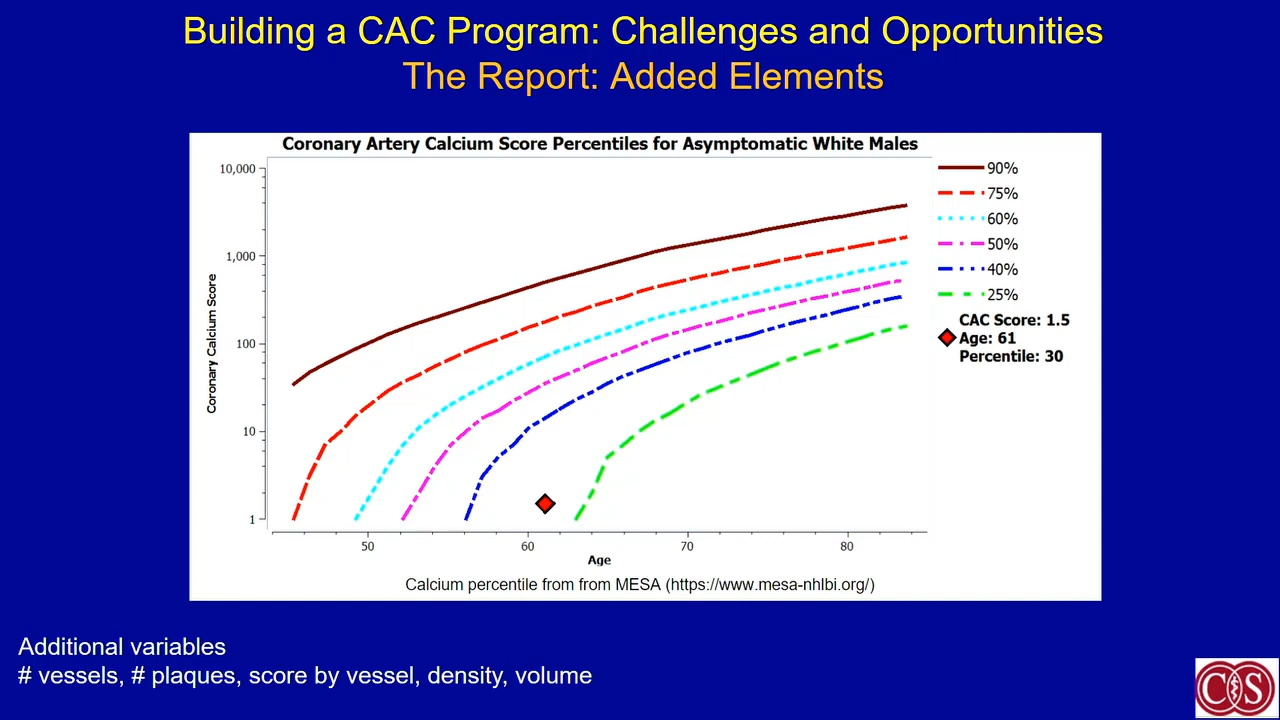 Building a CAC Program: Challenges and Opportunities
The Report: Added Elements
Coronary Artery Calcium Score Percentiles for Asymptomatic White Males
10,000
1,000
100
10
1
Coronary Calcium Score
50
60
70
80
Age
90%
75%
60%
50%
40%
25%
CAC Score: 1.5
Age: 61
Percentile: 30
Calcium percentile from from MESA (https://www.mesa-nhlbi.org/)
Additional variables
# vessels, # plaques, score by vessel, density, volume
C S